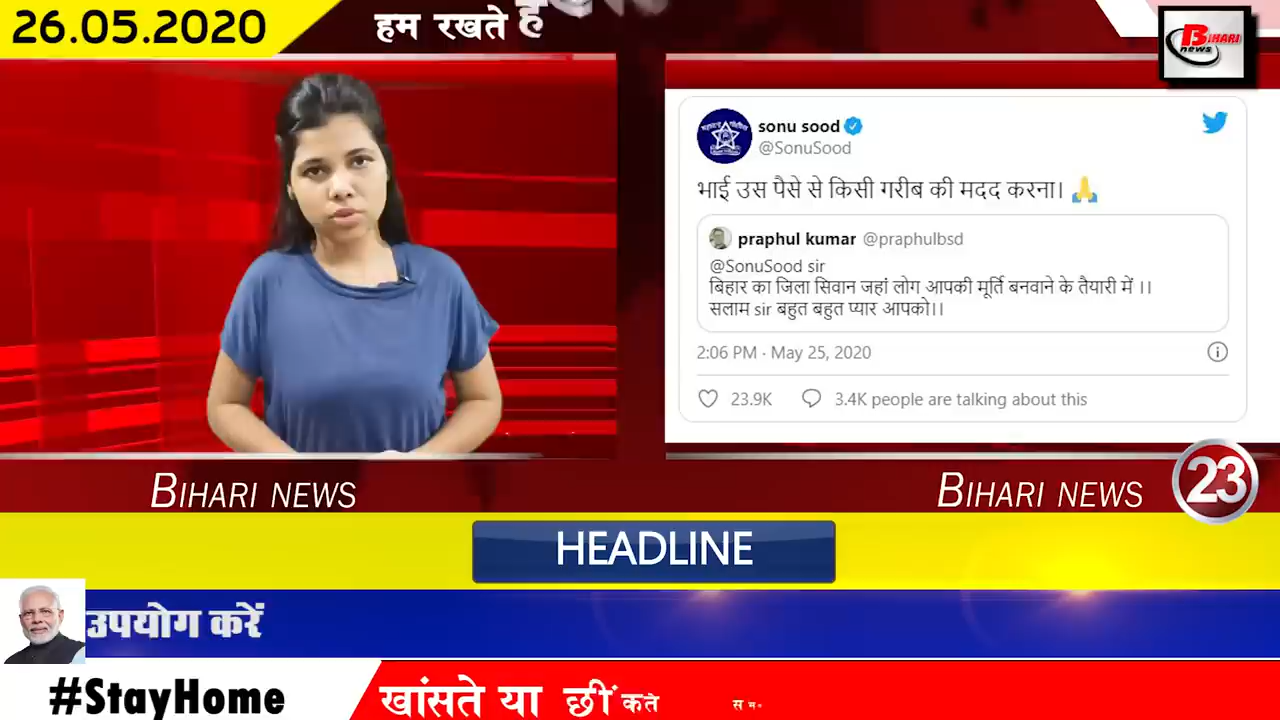 26.05.2020
हम रखते है
BIHARI news
sonu sood
@SonuSood
भाई उस पैसे से किसी गरीब की मदद करना। 🙏
praphul kumar @praphulbsd
@SonuSood sir
बिहार का जिला सिवान जहां लोग आपकी मूर्ति बनवाने के तैयारी में ।।
सलाम sir बहुत बहुत प्यार आपको।।
2:06 PM · May 25, 2020
23.9K 3.4K people are talking about this
BIHARI NEWS
BIHARI NEWS
23
HEADLINE
उपयोग करें
#StayHome
खांसते या छींकते